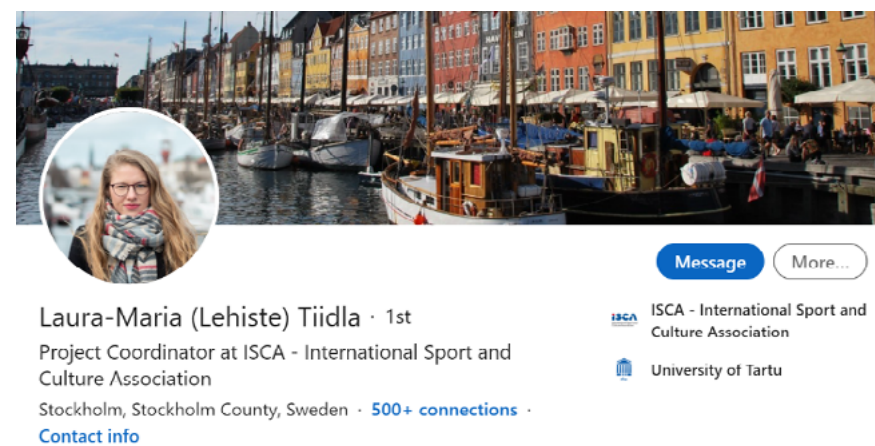 Message
More...
Laura-Maria (Lehiste) Tiidla · 1st
Project Coordinator at ISCA - International Sport and
Culture Association
Stockholm, Stockholm County, Sweden · 500+ connections ·
Contact info
ISCA
ISCA - International Sport and
Culture Association
University of Tartu